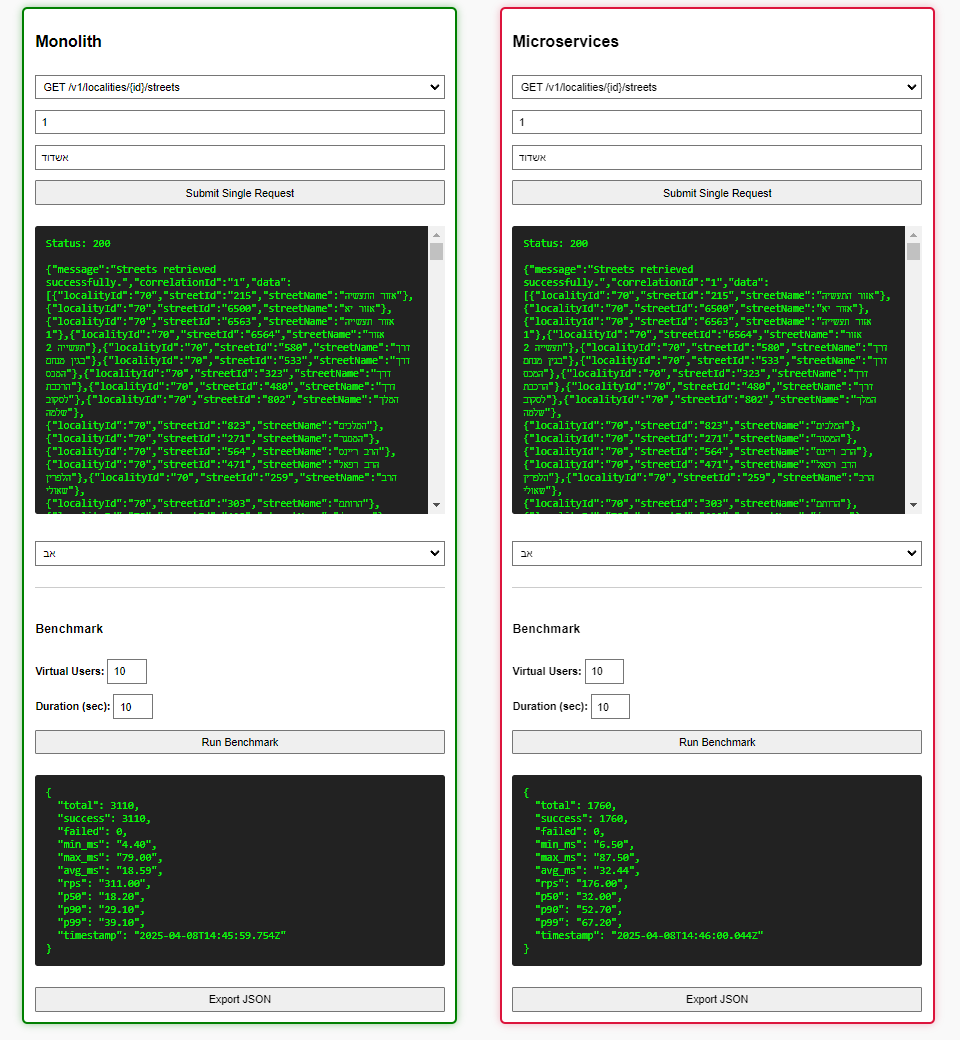 Monolith
GET /v1/localities/{id}/streets
1
אשדוד
Submit Single Request
Status: 200
{"message":"Streets retrieved
successfully.","correlationId":"1","data":
[{"localityId":"70","streetId":"215","streetName":"אזור התעשיה"},
{"localityId":"70","streetId":"6500","streetName":"אזור יא"},
{"localityId":"70","streetId":"6563","streetName":"אזור תעשייה
1"},{"localityId":"70","streetId":"6564","streetName":"אזור
תעשייה 2"},{"localityId":"70","streetId":"580","streetName":"דרך
בגין מנחם"},{"localityId":"70","streetId":"533","streetName":"דרך
המכס"},{"localityId":"70","streetId":"323","streetName":"דרך
הרכבת"},{"localityId":"70","streetId":"480","streetName":"דרך
לסקוב"},{"localityId":"70","streetId":"802","streetName":"המלך
שלמה"},
{"localityId":"70","streetId":"823","streetName":"המלכים"},
{"localityId":"70","streetId":"271","streetName":"המסגר"},
{"localityId":"70","streetId":"564","streetName":"הרב ריינס"},
{"localityId":"70","streetId":"471","streetName":"הרב רפאל
הלפרין"},{"localityId":"70","streetId":"259","streetName":"הרב
שאולי"},
{"localityId":"70","streetId":"303","streetName":"הרותם"},
אב
Benchmark
Virtual Users: 10
Duration (sec): 10
Run Benchmark
{
"total": 3110,
"success": 3110,
"failed": 0,
"min_ms": "4.40",
"max_ms": "79.00",
"avg_ms": "18.59",
"rps": "311.00",
"p50": "18.20",
"p90": "29.10",
"p99": "39.10",
"timestamp": "2025-04-08T14:45:59.754Z"
}
Export JSON
Microservices
GET /v1/localities/{id}/streets
1
אשדוד
Submit Single Request
Status: 200
{"message":"Streets retrieved
successfully.","correlationId":"1","data":
[{"localityId":"70","streetId":"215","streetName":"אזור התעשיה"},
{"localityId":"70","streetId":"6500","streetName":"אזור יא"},
{"localityId":"70","streetId":"6563","streetName":"אזור תעשייה
1"},{"localityId":"70","streetId":"6564","streetName":"אזור
תעשייה 2"},{"localityId":"70","streetId":"580","streetName":"דרך
בגין מנחם"},{"localityId":"70","streetId":"533","streetName":"דרך
המכס"},{"localityId":"70","streetId":"323","streetName":"דרך
הרכבת"},{"localityId":"70","streetId":"480","streetName":"דרך
לסקוב"},{"localityId":"70","streetId":"802","streetName":"המלך
שלמה"},
{"localityId":"70","streetId":"823","streetName":"המלכים"},
{"localityId":"70","streetId":"271","streetName":"המסגר"},
{"localityId":"70","streetId":"564","streetName":"הרב ריינס"},
{"localityId":"70","streetId":"471","streetName":"הרב רפאל
הלפרין"},{"localityId":"70","streetId":"259","streetName":"הרב
שאולי"},
{"localityId":"70","streetId":"303","streetName":"הרותם"},
אב
Benchmark
Virtual Users: 10
Duration (sec): 10
Run Benchmark
{
"total": 1760,
"success": 1760,
"failed": 0,
"min_ms": "6.50",
"max_ms": "87.50",
"avg_ms": "32.44",
"rps": "176.00",
"p50": "32.00",
"p90": "52.70",
"p99": "67.20",
"timestamp": "2025-04-08T14:46:00.044Z"
}
Export JSON